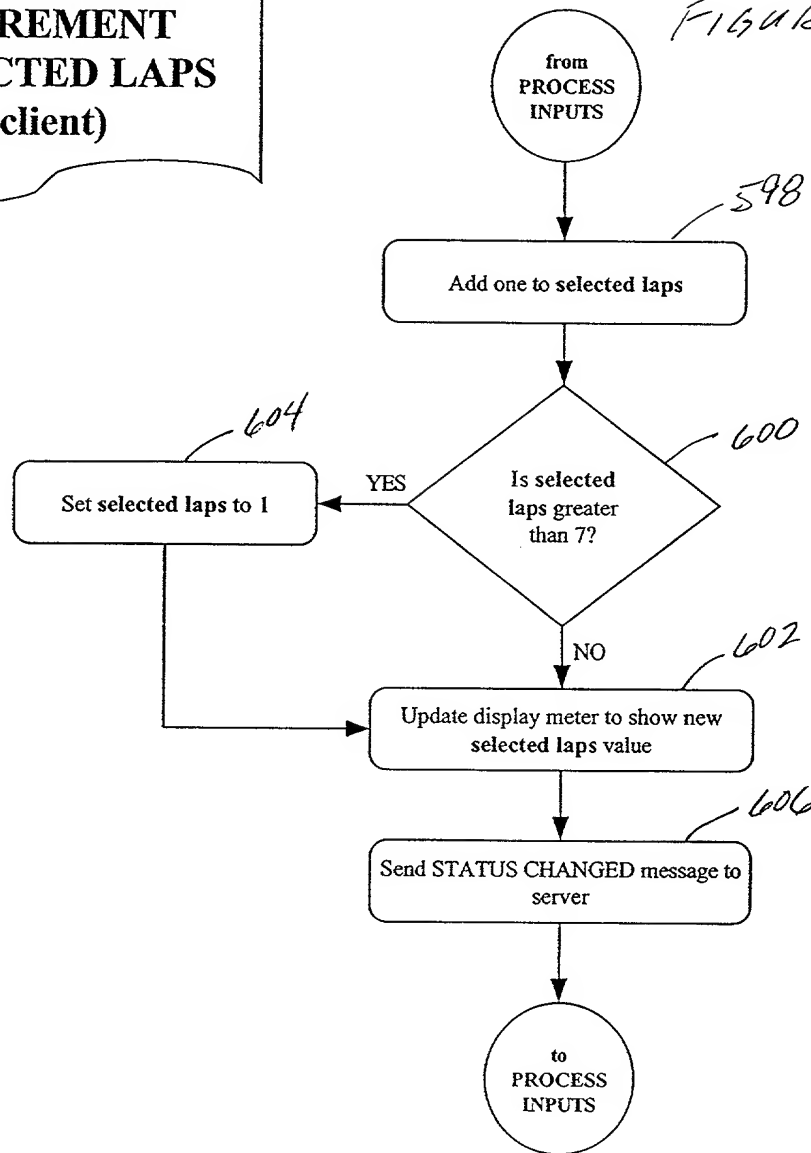 REMENT
CTED LAPS
client)
from
PROCESS
INPUTS
598
Add one to selected laps
604
600
YES
Is selected
laps greater
than 7?
Set selected laps to 1
NO
602
Update display meter to show new
selected laps value
606
Send STATUS CHANGED message to
server
to
PROCESS
INPUTS